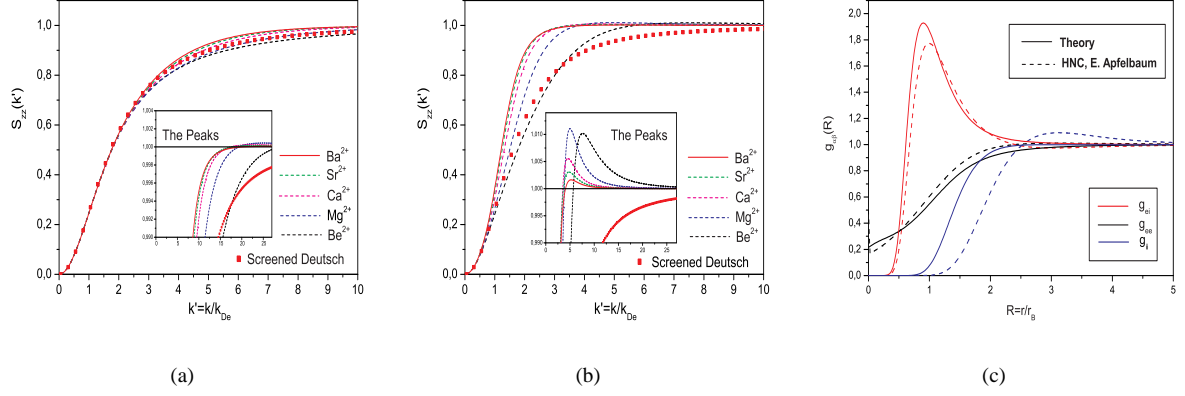 1,0
0,8
0,6
0,4
0,2
0,0
S_zz(k')
0 1 2 3 4 5 6 7 8 9 10
k'=k/k_De
1,004
1,002
1,000
0,998
0,996
0,994
0,992
0,990
5 10 15 20 25
The Peaks
Ba²⁺
Sr²⁺
Ca²⁺
Mg²⁺
Be²⁺
Screened Deutsch
(a)
1,0
0,8
0,6
0,4
0,2
0,0
S_zz(k')
0 1 2 3 4 5 6 7 8 9 10
k'=k/k_De
1,010
1,005
1,000
0,995
0,990
0 5 10 15 20 25
The Peaks
Ba²⁺
Sr²⁺
Ca²⁺
Mg²⁺
Be²⁺
Screened Deutsch
(b)
2,0
1,8
1,6
1,4
1,2
1,0
0,8
0,6
0,4
0,2
0,0
g_αβ(R)
0 1 2 3 4 5
R=r/r_B
Theory
HNC, E. Apfelbaum
g_ei
g_ee
g_ii
(c)